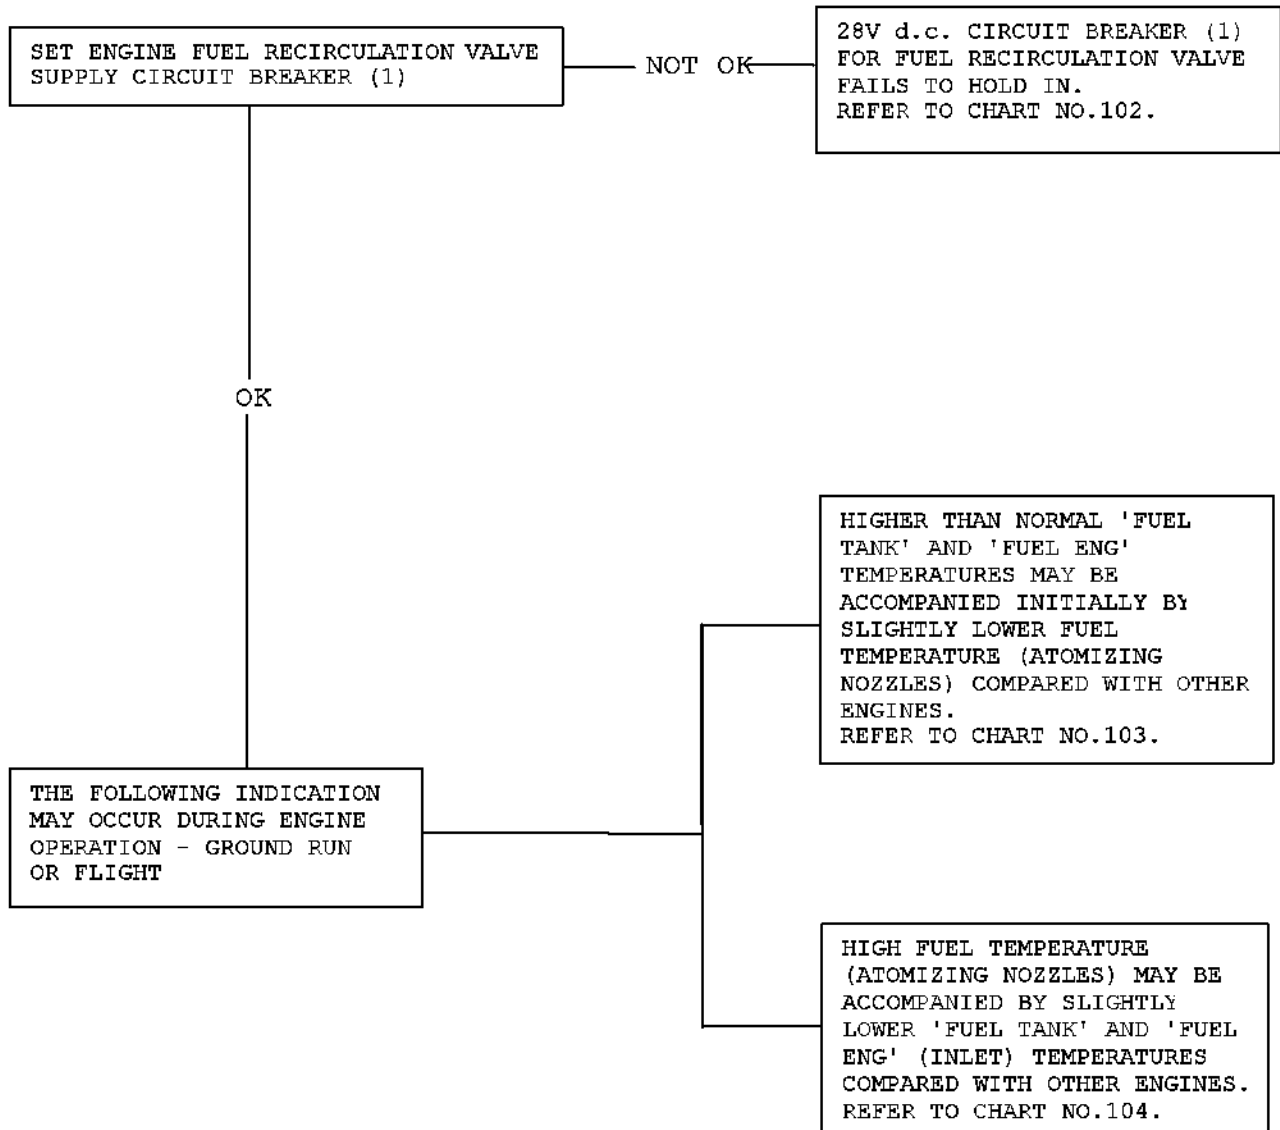 SET ENGINE FUEL RECIRCULATION VALVE
SUPPLY CIRCUIT BREAKER (1)
NOT OK
28V d.c. CIRCUIT BREAKER (1)
FOR FUEL RECIRCULATION VALVE
FAILS TO HOLD IN.
REFER TO CHART NO.102.
OK
HIGHER THAN NORMAL 'FUEL
TANK' AND 'FUEL ENG'
TEMPERATURES MAY BE
ACCOMPANIED INITIALLY BY
SLIGHTLY LOWER FUEL
TEMPERATURE (ATOMIZING
NOZZLES) COMPARED WITH OTHER
ENGINES.
REFER TO CHART NO.103.
THE FOLLOWING INDICATION
MAY OCCUR DURING ENGINE
OPERATION - GROUND RUN
OR FLIGHT
HIGH FUEL TEMPERATURE
(ATOMIZING NOZZLES) MAY BE
ACCOMPANIED BY SLIGHTLY
LOWER 'FUEL TANK' AND 'FUEL
ENG' (INLET) TEMPERATURES
COMPARED WITH OTHER ENGINES.
REFER TO CHART NO.104.